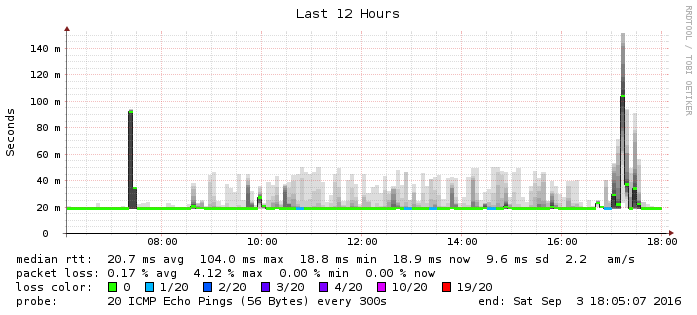 Last 12 Hours
RRDTOOL / TOBI OETIKER
Seconds
140 m
120 m
100 m
80 m
60 m
40 m
20 m
0
08:00 10:00 12:00 14:00 16:00 18:00
median rtt: 20.7 ms avg 104.0 ms max 18.8 ms min 18.9 ms now 9.6 ms sd 2.2 am/s
packet loss: 0.17 % avg 4.12 % max 0.00 % min 0.00 % now
loss color: 0 1/20 2/20 3/20 4/20 10/20 19/20
probe: 20 ICMP Echo Pings (56 Bytes) every 300s end: Sat Sep 3 18:05:07 2016